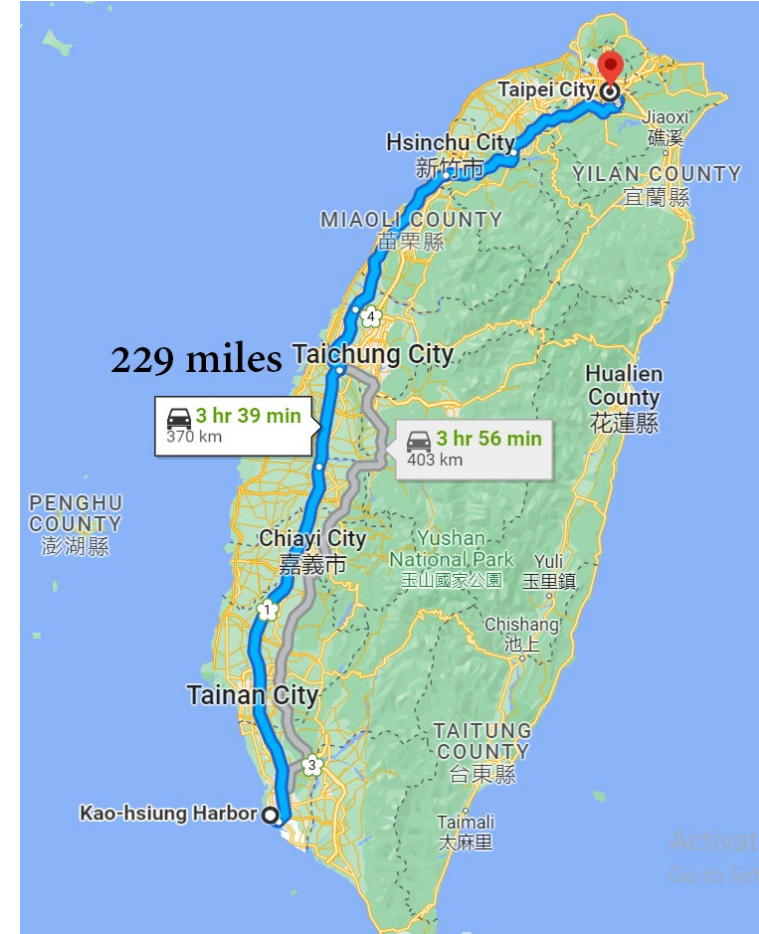 Taipei City
Jiaoxi
礁溪
Hsinchu City
新竹市
YILAN COUNTY
宜蘭縣
MIAOLI COUNTY
苗栗縣
4
229 miles
Taichung City
Hualien
County
花蓮縣
3 hr 39 min
370 km
3 hr 56 min
403 km
PENGHU
COUNTY
澎湖縣
Chiayi City
嘉義市
Yushan
National Park
玉山國家公園
Yuli
玉里鎮
1
Chishang
池上
Tainan City
TAITUNG
COUNTY
台東縣
3
Kao-hsiung Harbor
Taimali
太麻里
Activat
Go to Set